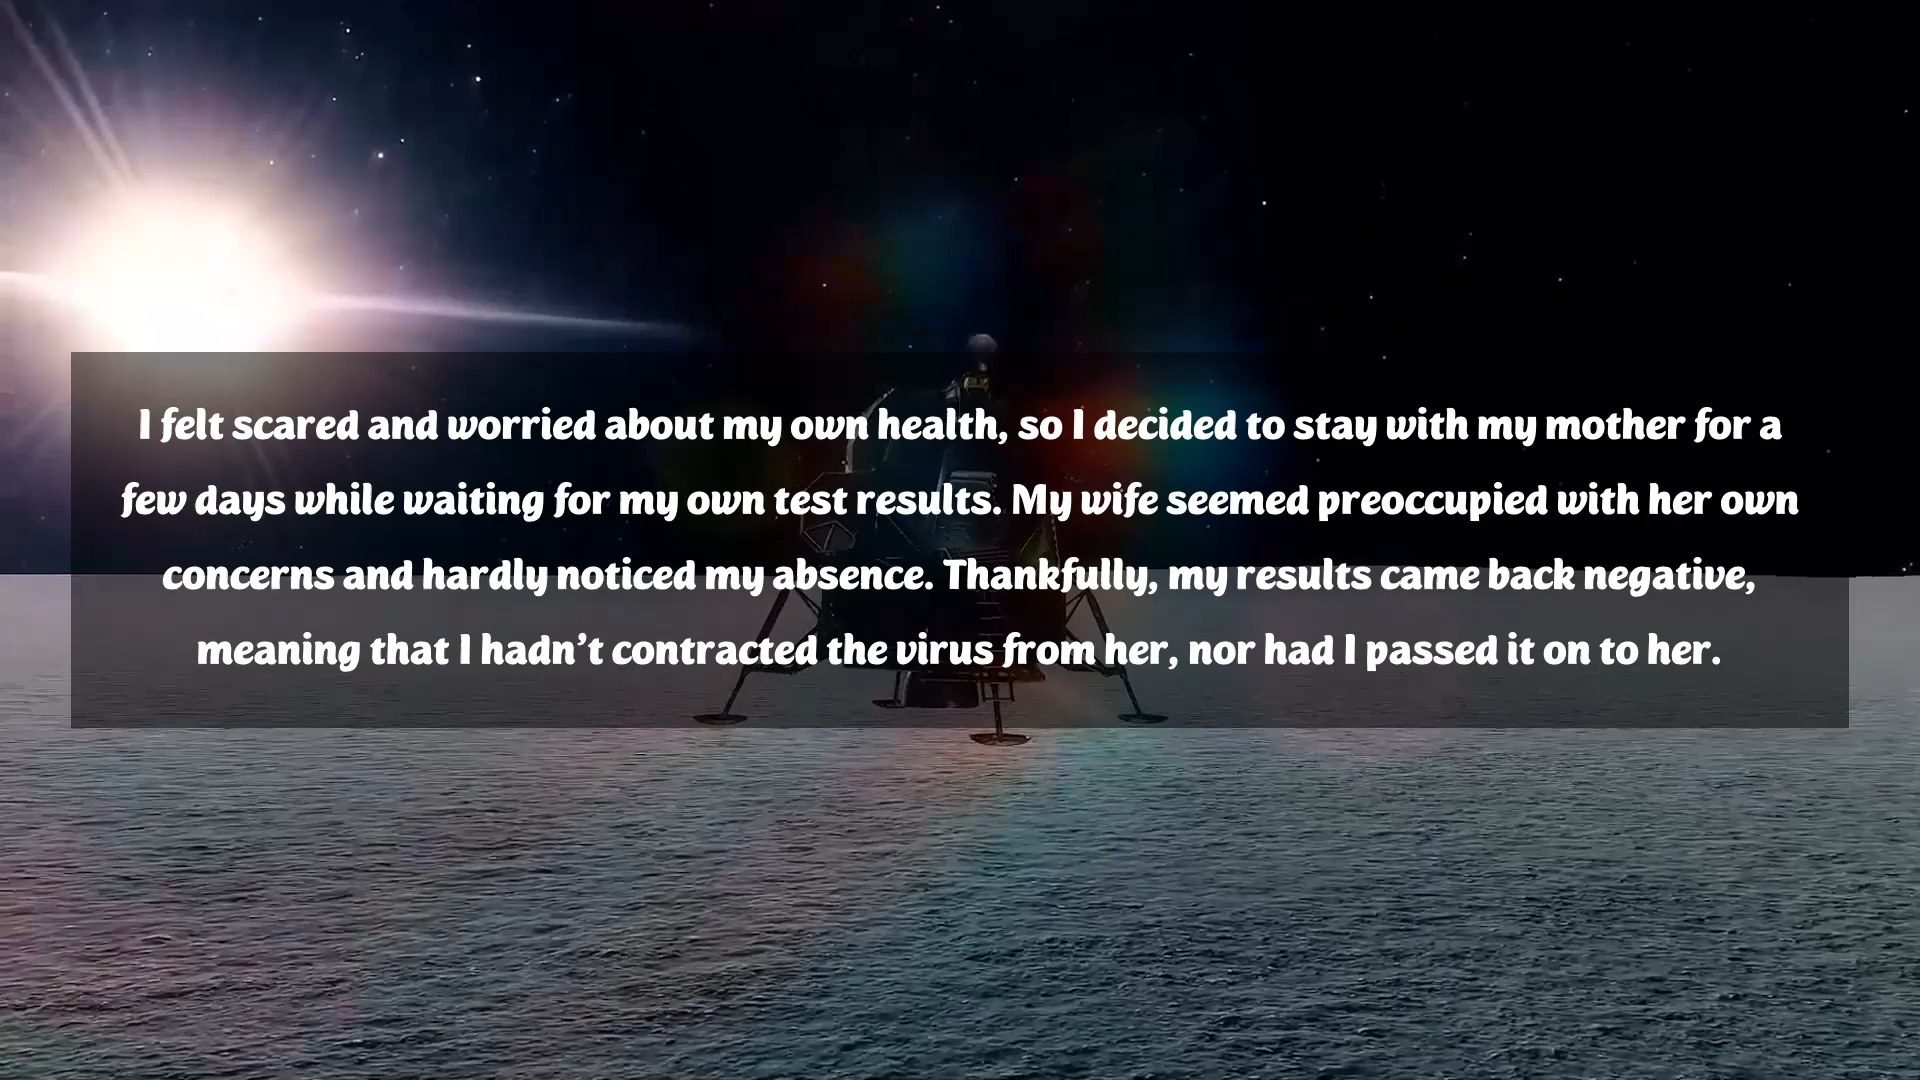 I felt scared and worried about my own health, so I decided to stay with my mother for a
few days while waiting for my own test results. My wife seemed preoccupied with her own
concerns and hardly noticed my absence. Thankfully, my results came back negative,
meaning that I hadn’t contracted the virus from her, nor had I passed it on to her.